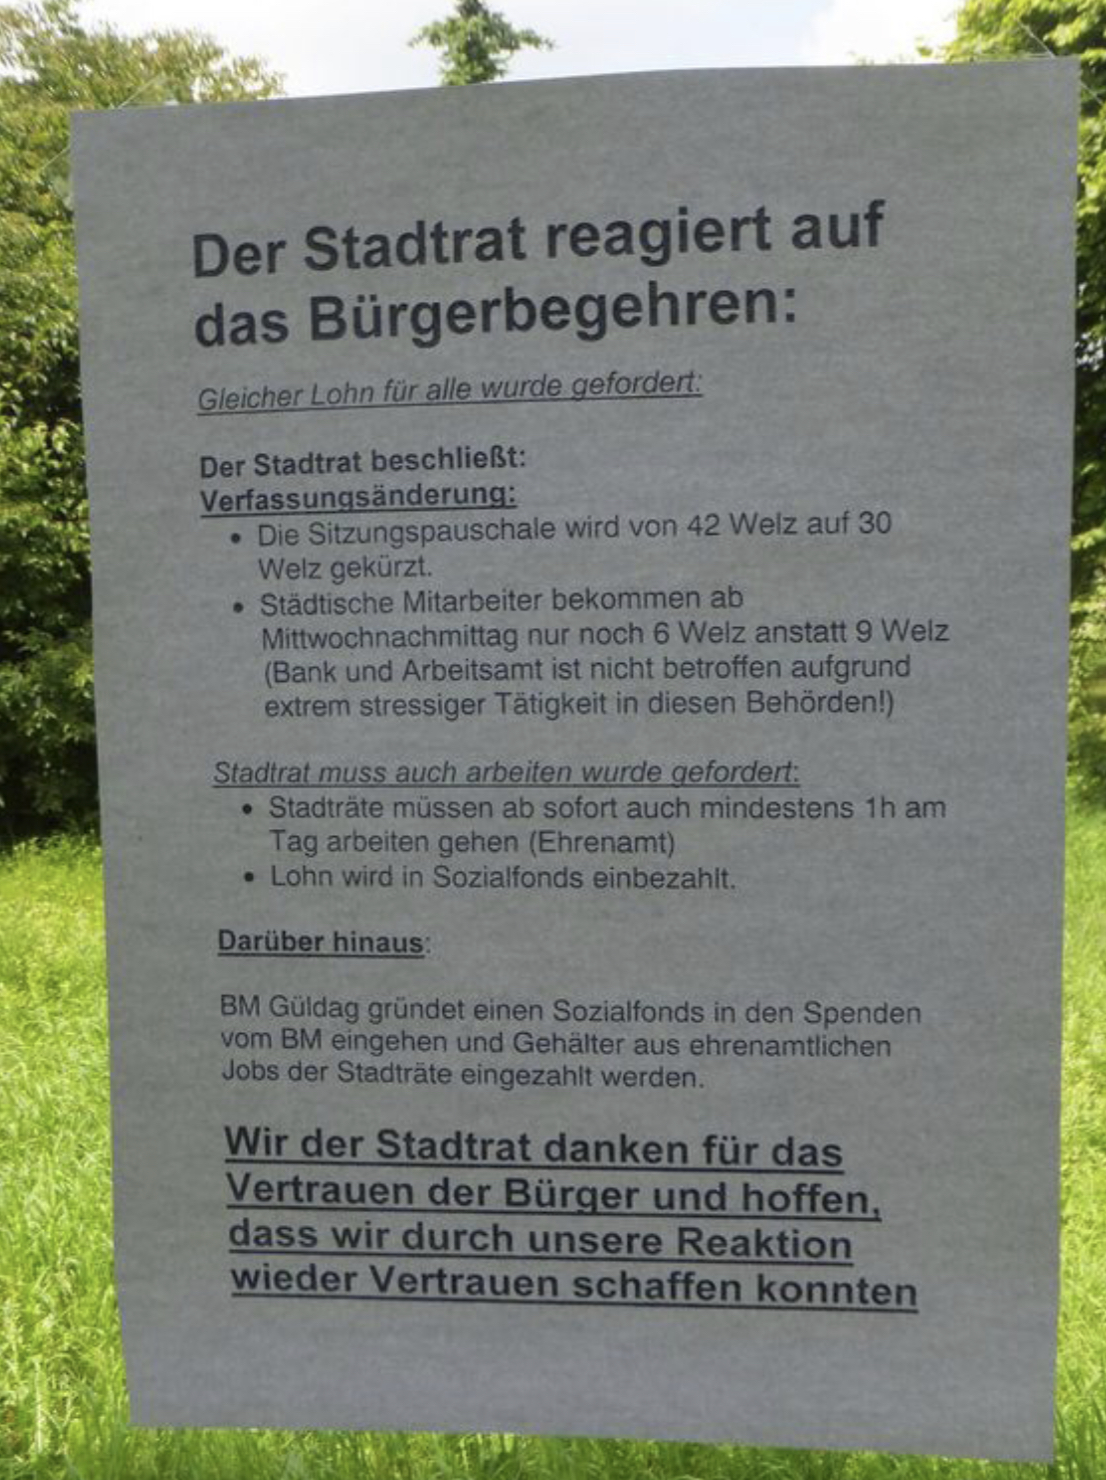 Der Stadtrat reagiert auf
das Bürgerbegehren:
Gleicher Lohn für alle wurde gefordert:
Der Stadtrat beschließt:
Verfassungsänderung:
• Die Sitzungspauschale wird von 42 Welz auf 30
Welz gekürzt.
• Städtische Mitarbeiter bekommen ab
Mittwochnachmittag nur noch 6 Welz anstatt 9 Welz
(Bank und Arbeitsamt ist nicht betroffen aufgrund
extrem stressiger Tätigkeit in diesen Behörden!)
Stadtrat muss auch arbeiten wurde gefordert:
• Stadträte müssen ab sofort auch mindestens 1h am
Tag arbeiten gehen (Ehrenamt)
• Lohn wird in Sozialfonds einbezahlt.
Darüber hinaus:
BM Güldag gründet einen Sozialfonds in den Spenden
vom BM eingehen und Gehälter aus ehrenamtlichen
Jobs der Stadträte eingezahlt werden.
Wir der Stadtrat danken für das
Vertrauen der Bürger und hoffen,
dass wir durch unsere Reaktion
wieder Vertrauen schaffen konnten